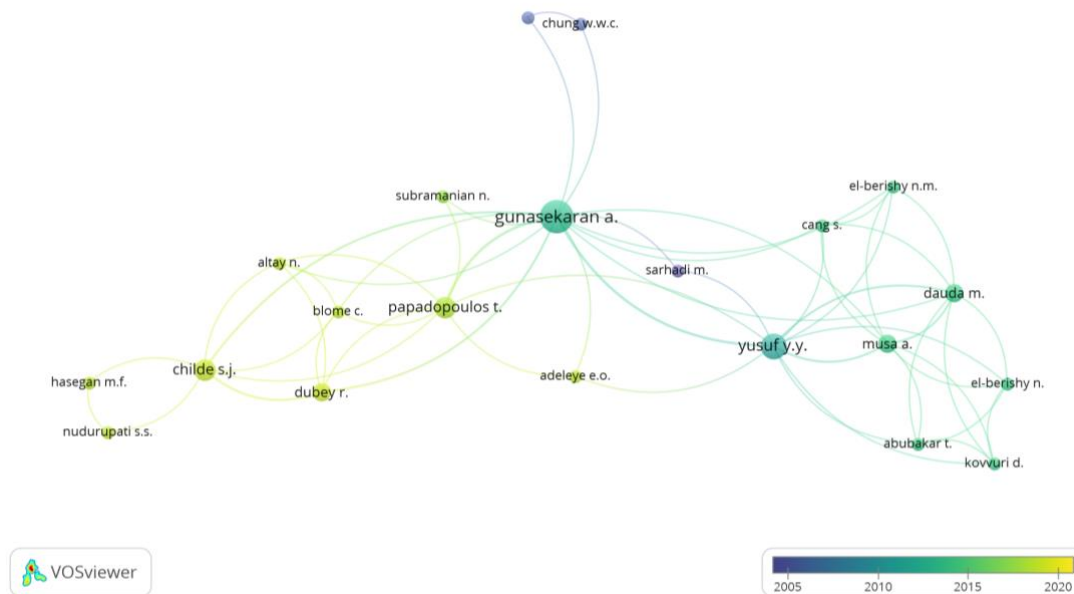 chung w.w.c.
el-berishy n.m.
subramanian n.
gunasekaran a.
cang s.
altay n.
sarhadi m.
dauda m.
blome c.
papadopoulos t.
yusuf y.y.
musa a.
childe s.j.
adeleye e.o.
hasegan m.f.
dubey r.
el-berishy n.
nudurupati s.s.
abubakar t.
kovvuri d.
VOSviewer
2005 2010 2015 2020